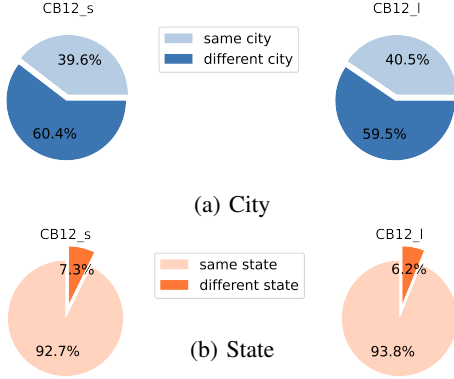 CB12_s
CB12_l
39.6%
60.4%
same city
different city
40.5%
59.5%
(a) City
CB12_s
CB12_l
7.3%
92.7%
same state
different state
6.2%
93.8%
(b) State